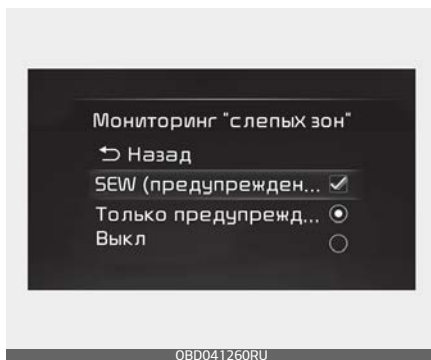 Мониторинг "слепых зон"
Назад
SEW (предупрежден...
Только предупрежд...
Выкл
OBD041260RU